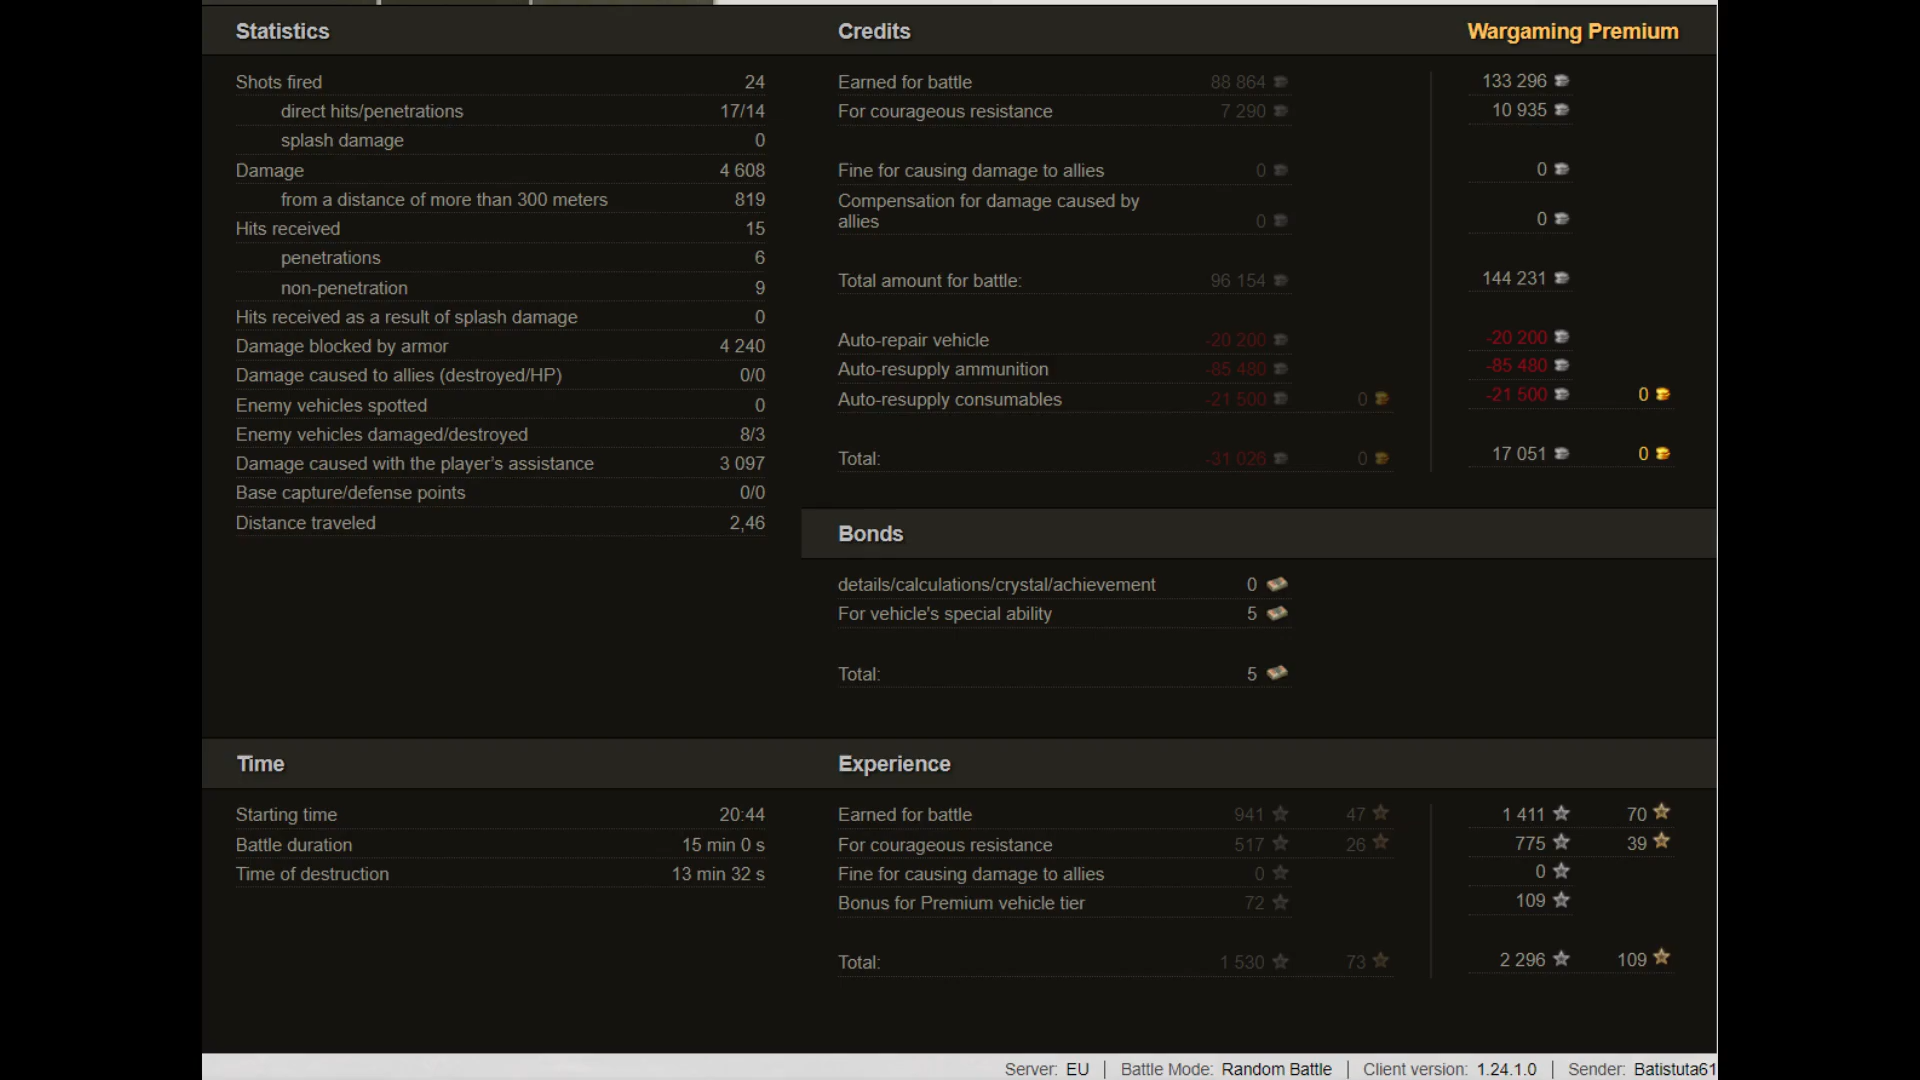 Statistics
Shots fired 24
direct hits/penetrations 17/14
splash damage 0
Damage 4 608
from a distance of more than 300 meters 819
Hits received 15
penetrations 6
non-penetration 9
Hits received as a result of splash damage 0
Damage blocked by armor 4 240
Damage caused to allies (destroyed/HP) 0/0
Enemy vehicles spotted 0
Enemy vehicles damaged/destroyed 8/3
Damage caused with the player's assistance 3 097
Base capture/defense points 0/0
Distance traveled 2,46
Credits Wargaming Premium
Earned for battle 88 864 133 296
For courageous resistance 7 290 10 935
Fine for causing damage to allies 0 0
Compensation for damage caused by
allies 0 0
Total amount for battle: 96 154 144 231
Auto-repair vehicle -20 200 -20 200
Auto-resupply ammunition -85 480 -85 480
Auto-resupply consumables -21 500 0 -21 500 0
Total: -31 026 0 17 051 0
Bonds
details/calculations/crystal/achievement 0
For vehicle's special ability 5
Total: 5
Time
Starting time 20:44
Battle duration 15 min 0 s
Time of destruction 13 min 32 s
Experience
Earned for battle 941 47 1 411 70
For courageous resistance 517 26 775 39
Fine for causing damage to allies 0 0
Bonus for Premium vehicle tier 72 109
Total: 1 530 73 2 296 109
Server: EU | Battle Mode: Random Battle | Client version: 1.24.1.0 | Sender: Batistuta61